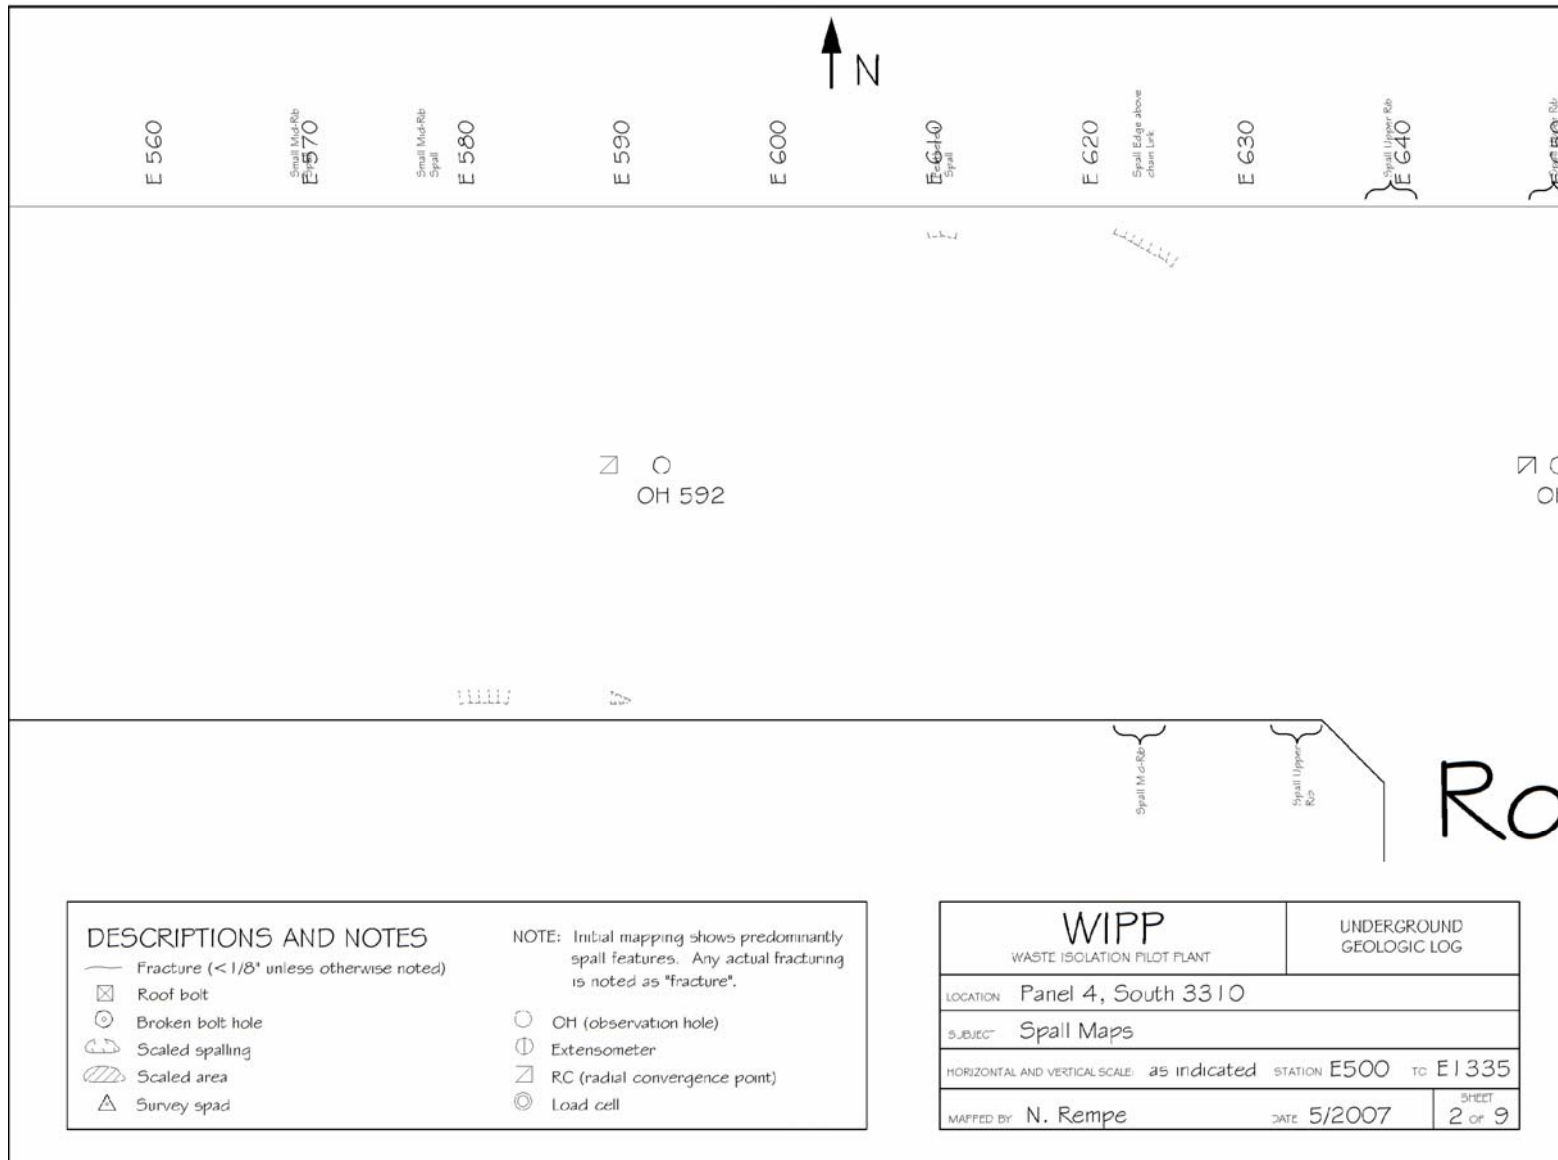 N
E 560
Small Mid-Rib
Spall
E 570
Small Mid-Rib
Spall
E 580
E 590
E 600
E 610
Spall
E 620
Spall Edge above
chain Link
E 630
Spall Upper Rib
E 640
Rib
OH 592
OH
Spall Mid-Rib
Spall Upper
Rib
Ro
DESCRIPTIONS AND NOTES
Fracture (<1/8" unless otherwise noted)
Roof bolt
Broken bolt hole
Scaled spalling
Scaled area
Survey spad
NOTE: Initial mapping shows predominantly
spall features. Any actual fracturing
is noted as "fracture".
OH (observation hole)
Extensometer
RC (radial convergence point)
Load cell
WIPP
WASTE ISOLATION PILOT PLANT
UNDERGROUND
GEOLOGIC LOG
LOCATION Panel 4, South 3310
SUBJECT Spall Maps
HORIZONTAL AND VERTICAL SCALE: as indicated STATION E500 TO E1335
MAPPED BY N. Rempe DATE 5/2007 SHEET 2 OF 9